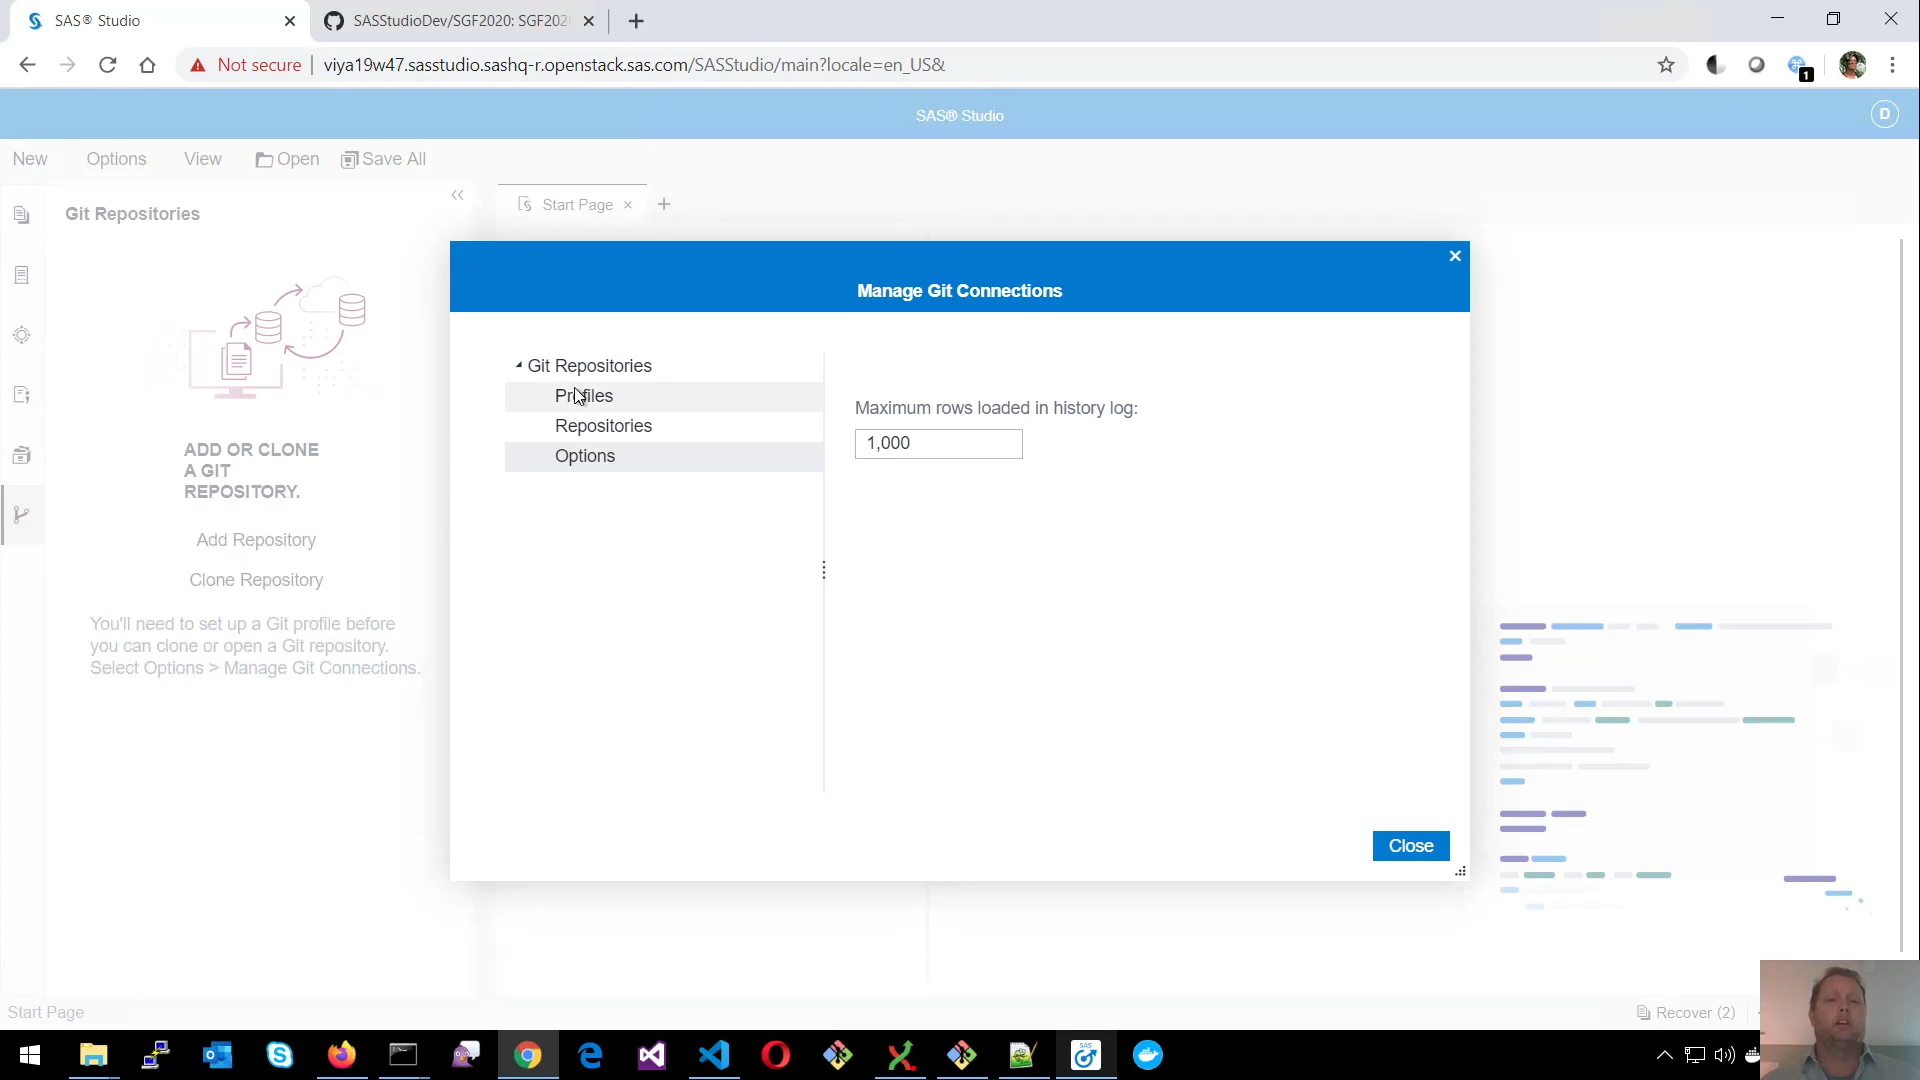 SAS® Studio
SASStudioDev/SGF2020: SGF202
Not secure
viya19w47.sasstudio.sashq-r.openstack.sas.com/SASStudio/main?locale=en_US&
1
SAS® Studio
D
New
Options
View
Open
Save All
Git Repositories
Start Page
Manage Git Connections
Git Repositories
Profiles
Repositories
Options
Maximum rows loaded in history log:
1,000
ADD OR CLONE
A GIT
REPOSITORY.
Add Repository
Clone Repository
You'll need to set up a Git profile before
you can clone or open a Git repository.
Select Options > Manage Git Connections.
Close
Start Page
Recover (2)
SAS